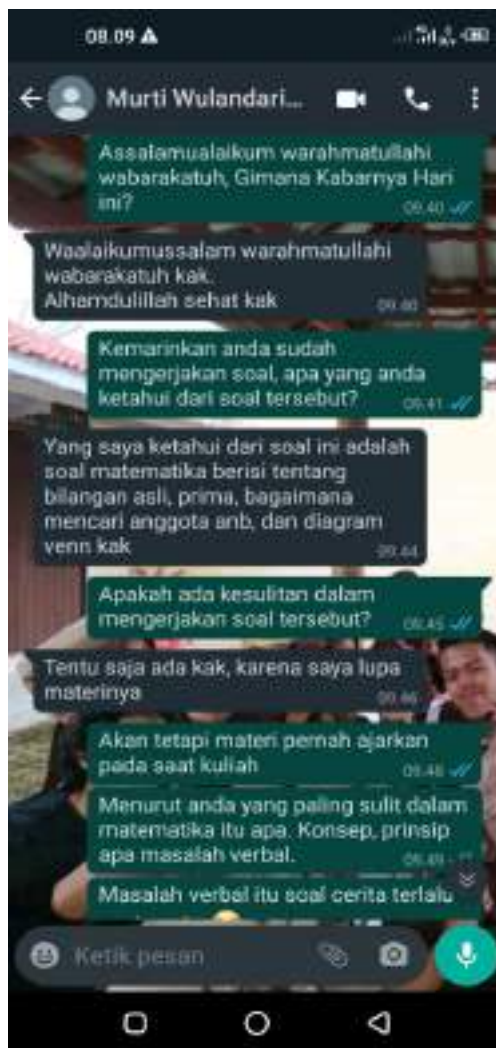 08.09
Murti Wulandari...
Assalamualaikum warahmatullahi
wabarakatuh, Gimana Kabarnya Hari
ini?
09.40
Waalaikumussalam warahmatullahi
wabarakatuh kak.
Alhamdulillah sehat kak
09.40
Kemarinkan anda sudah
mengerjakan soal, apa yang anda
ketahui dari soal tersebut?
09.41
Yang saya ketahui dari soal ini adalah
soal matematika berisi tentang
bilangan asli, prima, bagaimana
mencari anggota anb, dan diagram
venn kak
09.44
Apakah ada kesulitan dalam
mengerjakan soal tersebut?
09.45
Tentu saja ada kak, karena saya lupa
materinya
09.46
Akan tetapi materi pernah ajarkan
pada saat kuliah
09.48
Menurut anda yang paling sulit dalam
matematika itu apa. Konsep, prinsip
apa masalah verbal.
09.49
Masalah verbal itu soal cerita terlalu
Ketik pesan